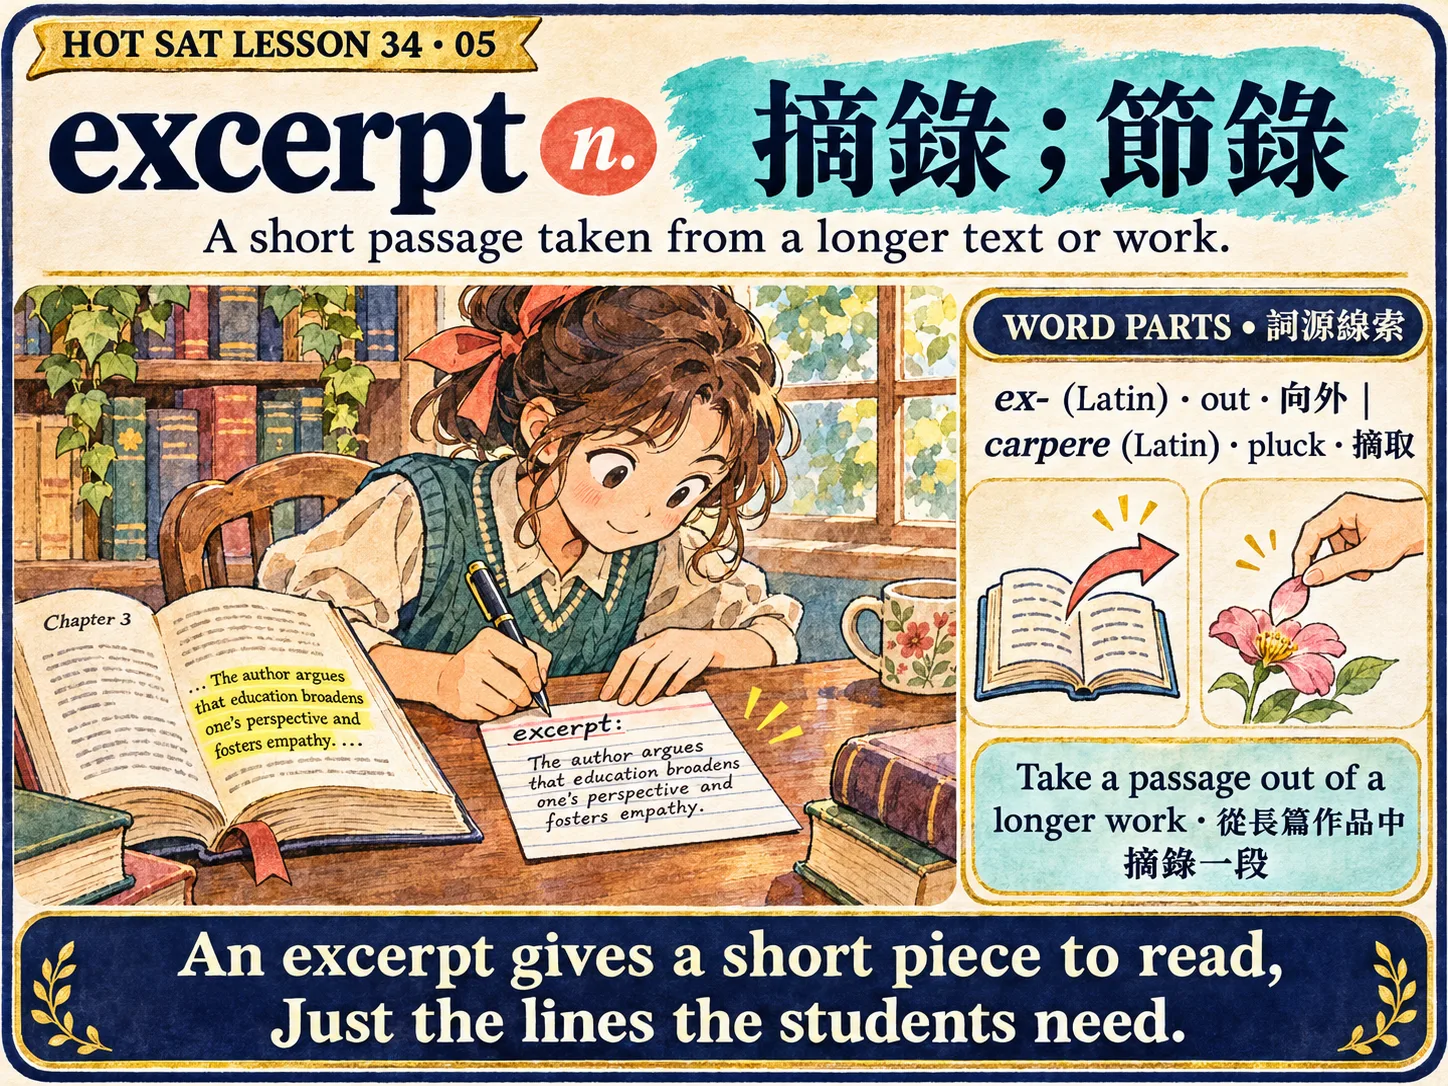 HOT SAT LESSON 34 • 05
excerpt n. 摘錄；節錄
A short passage taken from a longer text or work.
Chapter 3
... The author argues
that education broadens
one's perspective and
fosters empathy. ...
excerpt:
The author argues
that education broadens
one's perspective and
fosters empathy.
WORD PARTS • 詞源線索
ex- (Latin) · out · 向外 |
carpere (Latin) · pluck · 摘取
Take a passage out of a
longer work · 從長篇作品中
摘錄一段
An excerpt gives a short piece to read,
Just the lines the students need.